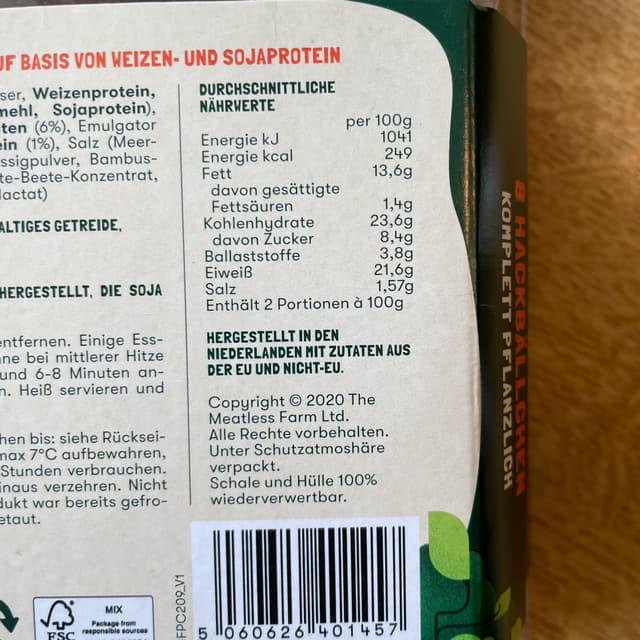 UF BASIS VON WEIZEN- UND SOJAPROTEIN
ser, Weizenprotein,
mehl, Sojaprotein),
ten (6%), Emulgator
ein (1%), Salz (Meer-
ssigpulver, Bambus-
te-Beete-Konzentrat,
lactat)
ALTIGES GETREIDE,
HERGESTELLT, DIE SOJA
entfernen. Einige Ess-
ne bei mittlerer Hitze
und 6-8 Minuten an-
n. Heiß servieren und
hen bis: siehe Rücksei-
max 7°C aufbewahren,
Stunden verbrauchen.
inaus verzehren. Nicht
dukt war bereits gefro-
etaut.
FSC
MIX
Package from
responsible sources
DURCHSCHNITTLICHE
NÄHRWERTE
per 100g
Energie kJ 1041
Energie kcal 249
Fett 13,6g
davon gesättigte
Fettsäuren 1,4g
Kohlenhydrate 23,6g
davon Zucker 8,4g
Ballaststoffe 3,8g
Eiweiß 21,6g
Salz 1,57g
Enthält 2 Portionen à 100g
HERGESTELLT IN DEN
NIEDERLANDEN MIT ZUTATEN AUS
DER EU UND NICHT-EU.
Copyright © 2020 The
Meatless Farm Ltd.
Alle Rechte vorbehalten.
Unter Schutzatmoshäre
verpackt.
Schale und Hülle 100%
wiederverwertbar.
FPC209_V1
5 060626 401457
8 HACKBÄLLCHEN
KOMPLETT PFLANZLICH